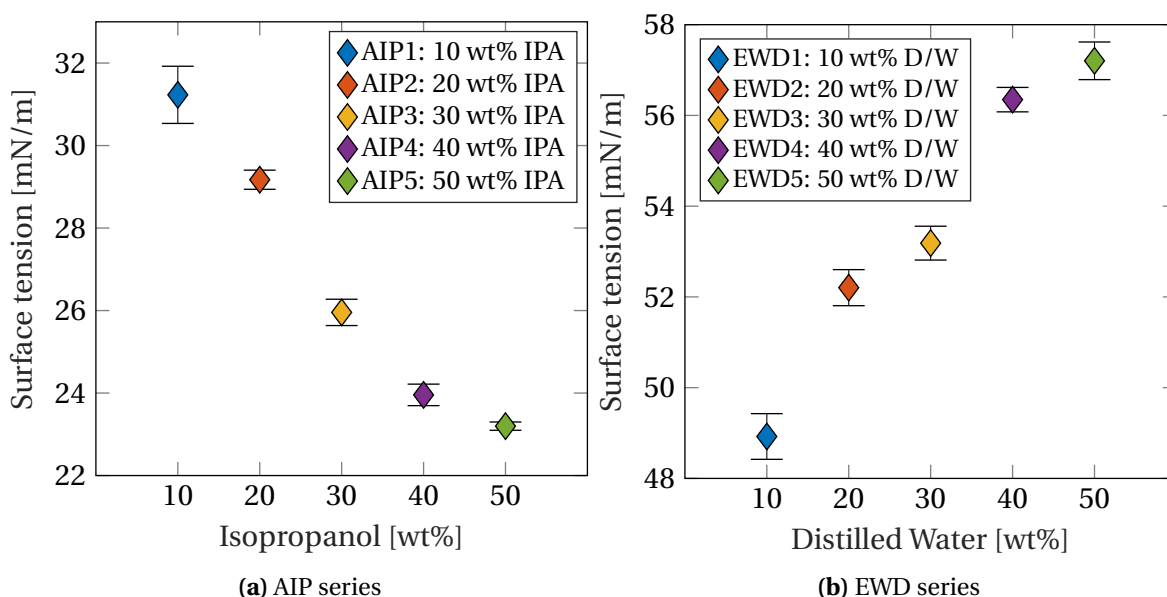 AIP1: 10 wt% IPA
AIP2: 20 wt% IPA
AIP3: 30 wt% IPA
AIP4: 40 wt% IPA
AIP5: 50 wt% IPA
32
30
28
26
24
22
Surface tension [mN/m]
10 20 30 40 50
Isopropanol [wt%]
(a) AIP series
EWD1: 10 wt% D/W
EWD2: 20 wt% D/W
EWD3: 30 wt% D/W
EWD4: 40 wt% D/W
EWD5: 50 wt% D/W
58
56
54
52
50
48
Surface tension [mN/m]
10 20 30 40 50
Distilled Water [wt%]
(b) EWD series